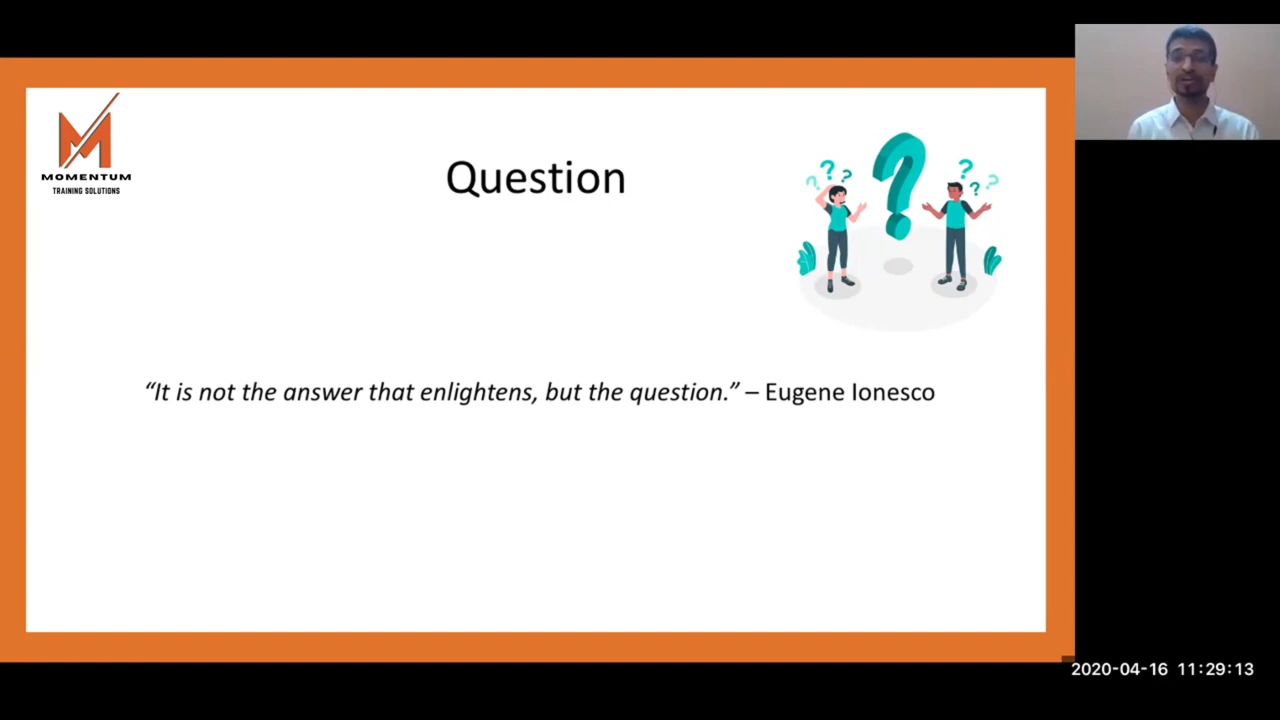 MOMENTUM
TRAINING SOLUTIONS
Question
“It is not the answer that enlightens, but the question.” – Eugene Ionesco
2020-04-16 11:29:13